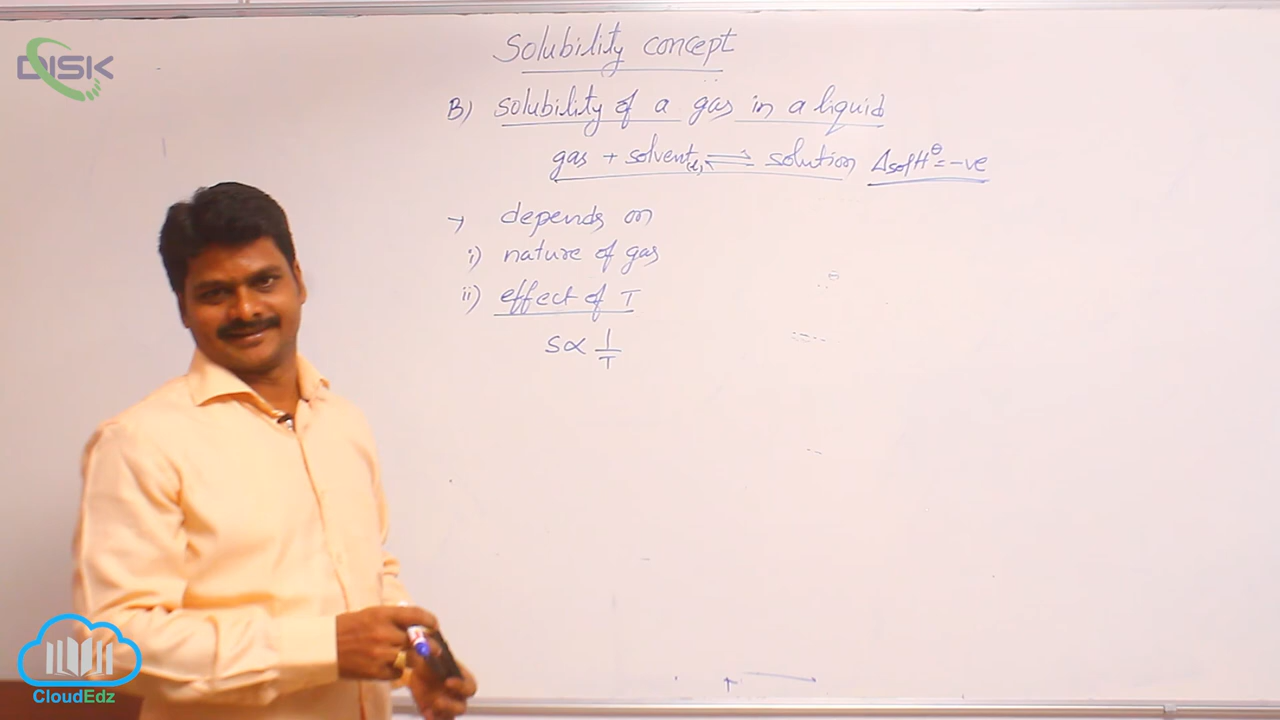 DISK
Solubility concept
B) solubility of a gas in a liquid
gas + solvent(l) ⇌ solution ΔsolH⊖ = -ve
→ depends on
i) nature of gas
ii) effect of T
S∝ 1/T
CloudEdz